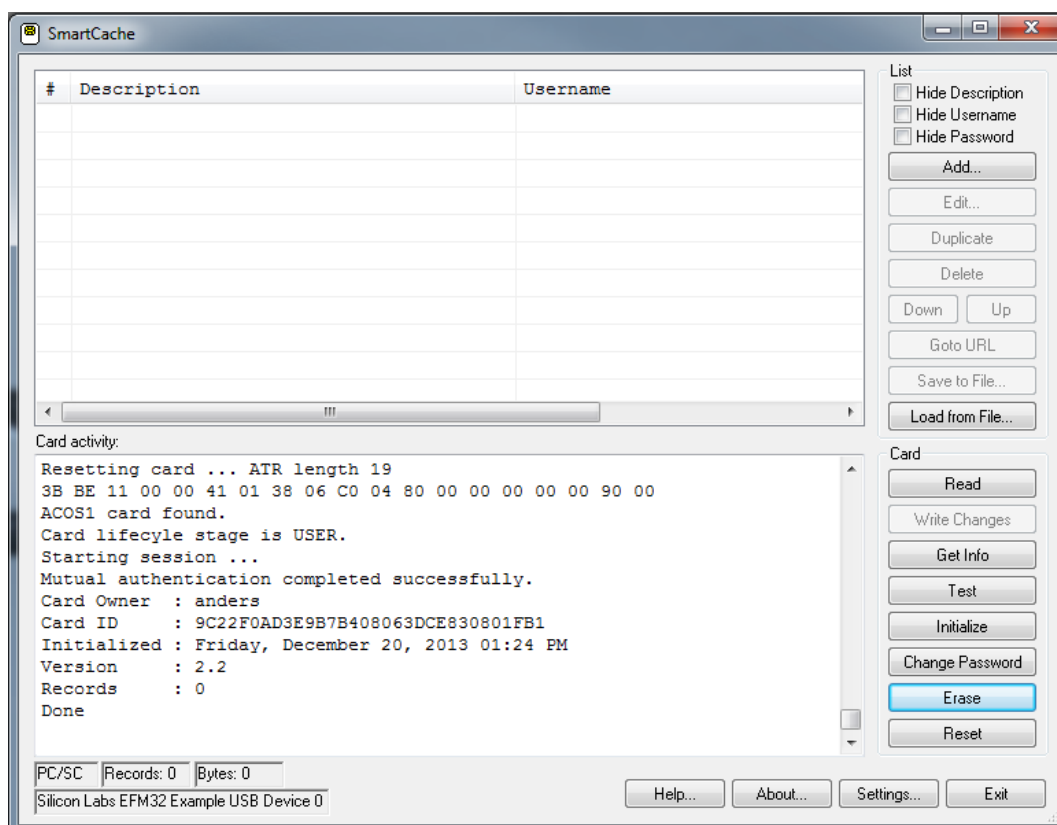 SmartCache
# Description Username
List
Hide Description
Hide Username
Hide Password
Add...
Edit...
Duplicate
Delete
Down Up
Goto URL
Save to File...
Load from File...
Card activity:
Resetting card ... ATR length 19
3B BE 11 00 00 41 01 38 06 C0 04 80 00 00 00 00 00 90 00
ACOS1 card found.
Card lifecyle stage is USER.
Starting session ...
Mutual authentication completed successfully.
Card Owner : anders
Card ID : 9C22F0AD3E9B7B408063DCE830801FB1
Initialized : Friday, December 20, 2013 01:24 PM
Version : 2.2
Records : 0
Done
Card
Read
Write Changes
Get Info
Test
Initialize
Change Password
Erase
Reset
PC/SC Records: 0 Bytes: 0
Silicon Labs EFM32 Example USB Device 0
Help... About... Settings... Exit